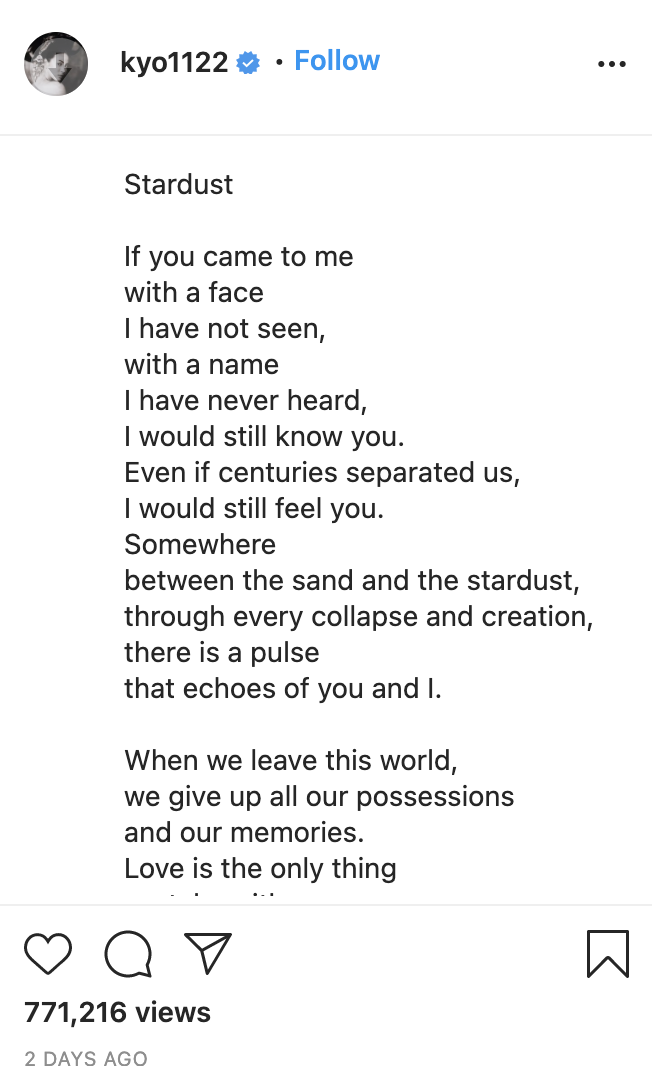 kyo1122 • Follow
Stardust
If you came to me
with a face
I have not seen,
with a name
I have never heard,
I would still know you.
Even if centuries separated us,
I would still feel you.
Somewhere
between the sand and the stardust,
through every collapse and creation,
there is a pulse
that echoes of you and I.
When we leave this world,
we give up all our possessions
and our memories.
Love is the only thing
771,216 views
2 DAYS AGO